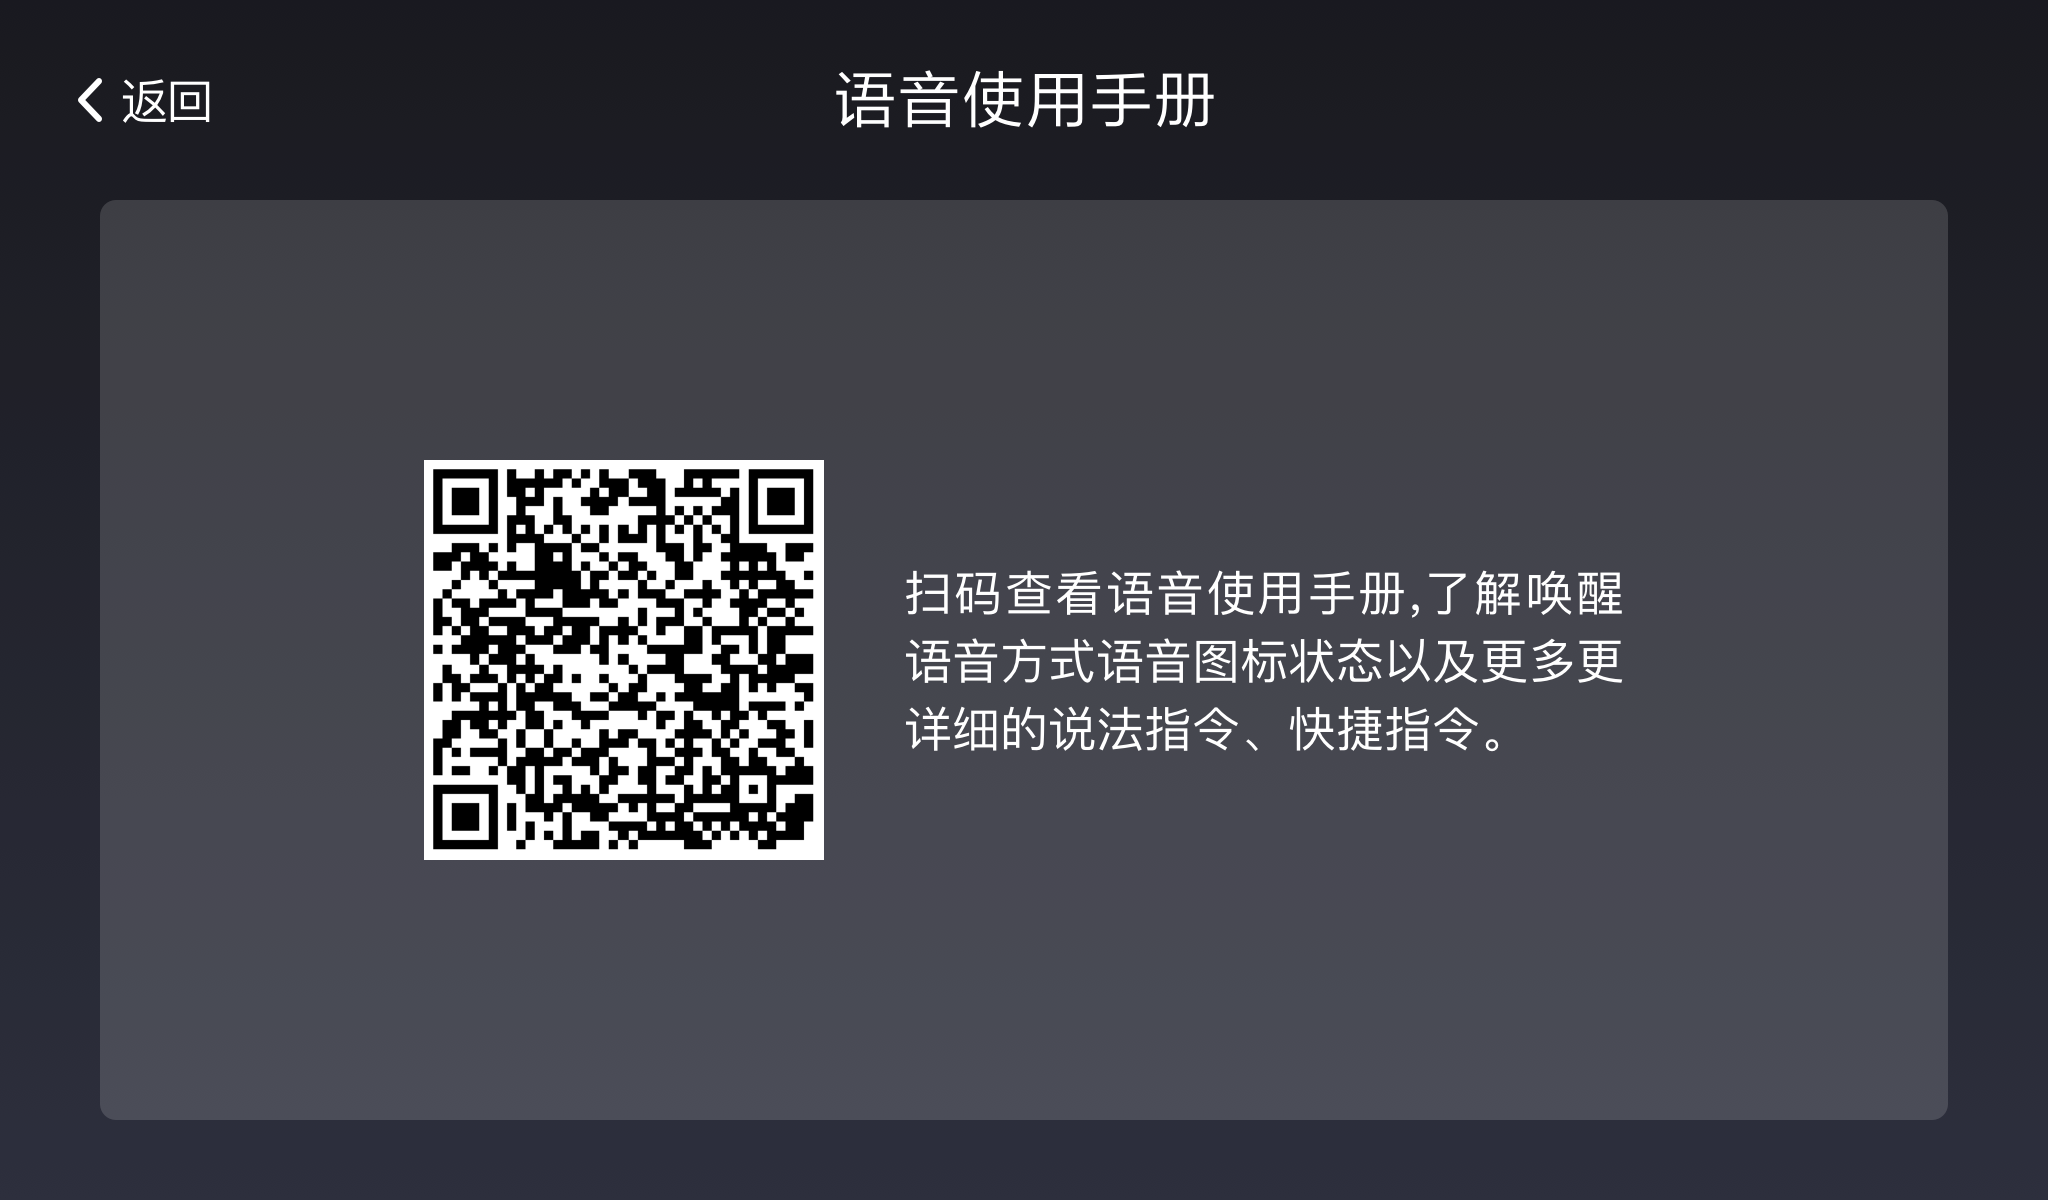 返回
语音使用手册
扫码查看语音使用手册,了解唤醒
语音方式语音图标状态以及更多更
详细的说法指令、快捷指令。